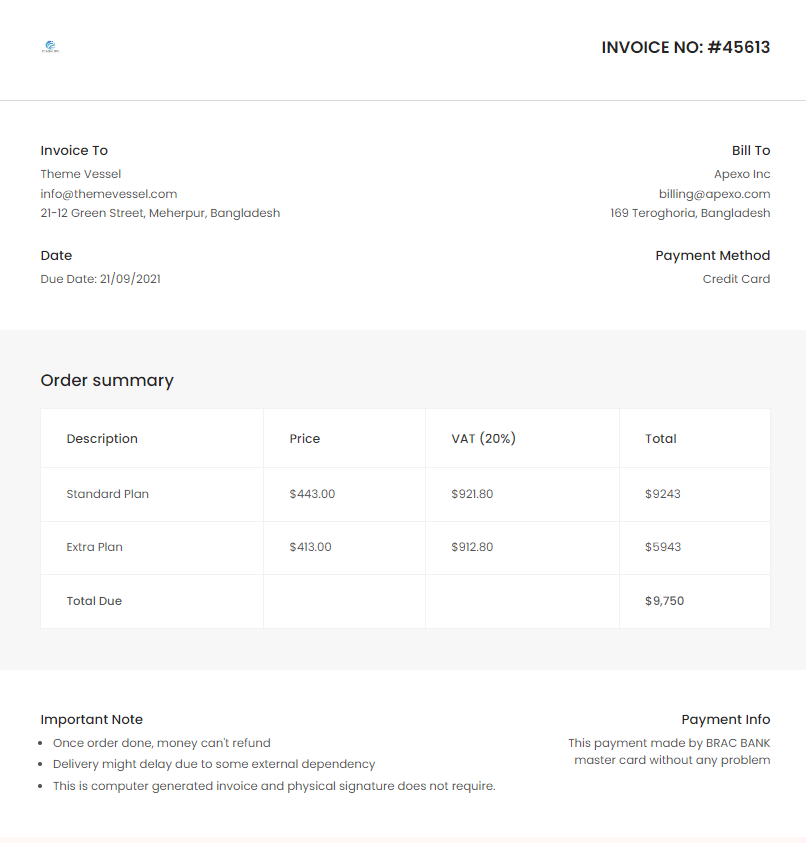 INVOICE NO: #45613
Invoice To
Theme Vessel
info@themevessel.com
21-12 Green Street, Meherpur, Bangladesh
Bill To
Apexo Inc
billing@apexo.com
169 Teroghoria, Bangladesh
Date
Due Date: 21/09/2021
Payment Method
Credit Card
Order summary
Description Price VAT (20%) Total
Standard Plan $443.00 $921.80 $9243
Extra Plan $413.00 $912.80 $5943
Total Due $9,750
Important Note
Once order done, money can't refund
Delivery might delay due to some external dependency
This is computer generated invoice and physical signature does not require.
Payment Info
This payment made by BRAC BANK
master card without any problem